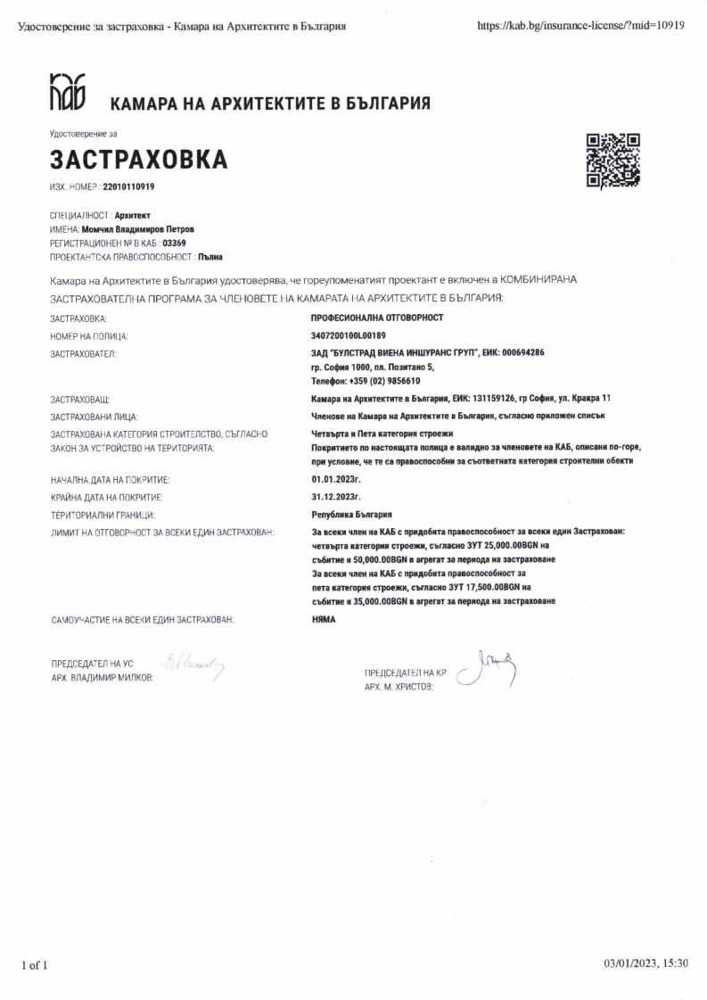 Удостоверение за застраховка - Камара на Архитектите в България
https://kab.bg/insurance-license/?mid=10919
КАМАРА НА АРХИТЕКТИТЕ В БЪЛГАРИЯ
Удостоверение за
ЗАСТРАХОВКА
ИЗХ. НОМЕР : 22010110919
СПЕЦИАЛНОСТ : Архитект
ИМЕНА: Момчил Владимиров Петров
РЕГИСТРАЦИОНЕН № В КАБ : 03369
ПРОЕКТАНТСКА ПРАВОСПОСОБНОСТ : Пълна
Камара на Архитектите в България удостоверява, че гореупоменатият проектант е включен в КОМБИНИРАНА
ЗАСТРАХОВАТЕЛНА ПРОГРАМА ЗА ЧЛЕНОВЕТЕ НА КАМАРАТА НА АРХИТЕКТИТЕ В БЪЛГАРИЯ:
ЗАСТРАХОВКА: ПРОФЕСИОНАЛНА ОТГОВОРНОСТ
НОМЕР НА ПОЛИЦА: 3407200100L00189
ЗАСТРАХОВАТЕЛ: ЗАД "БУЛСТРАД ВИЕНА ИНШУРАНС ГРУП", ЕИК: 000694286
гр. София 1000, пл. Позитано 5,
Телефон: +359 (02) 9856610
ЗАСТРАХОВАЩ: Камара на Архитектите в България, ЕИК: 131159126, гр София, ул. Кракра 11
ЗАСТРАХОВАНИ ЛИЦА: Членове на Камара на Архитектите в България, съгласно приложен списък
ЗАСТРАХОВАНА КАТЕГОРИЯ СТРОИТЕЛСТВО, СЪГЛАСНО Четвърта и Пета категория строежи
ЗАКОН ЗА УСТРОЙСТВО НА ТЕРИТОРИЯТА: Покритието по настоящата полица е валидно за членовете на КАБ, описани по-горе,
при условие, че те са правоспособни за съответната категория строителни обекти
НАЧАЛНА ДАТА НА ПОКРИТИЕ: 01.01.2023г.
КРАЙНА ДАТА НА ПОКРИТИЕ: 31.12.2023г.
ТЕРИТОРИАЛНИ ГРАНИЦИ: Република България
ЛИМИТ НА ОТГОВОРНОСТ ЗА ВСЕКИ ЕДИН ЗАСТРАХОВАН: За всеки член на КАБ с придобита правоспособност за всеки един Застрахован:
четвърта категория строежи, съгласно ЗУТ 25,000.00BGN на
събитие и 50,000.00BGN в агрегат за периода на застраховане
За всеки член на КАБ с придобита правоспособност за
пета категория строежи, съгласно ЗУТ 17,500.00BGN на
събитие и 35,000.00BGN в агрегат за периода на застраховане
САМОУЧАСТИЕ НА ВСЕКИ ЕДИН ЗАСТРАХОВАН: НЯМА
ПРЕДСЕДАТЕЛ НА УС
АРХ. ВЛАДИМИР МИЛКОВ:
ПРЕДСЕДАТЕЛ НА КР
АРХ. М. ХРИСТОВ:
1 of 1
03/01/2023, 15:30